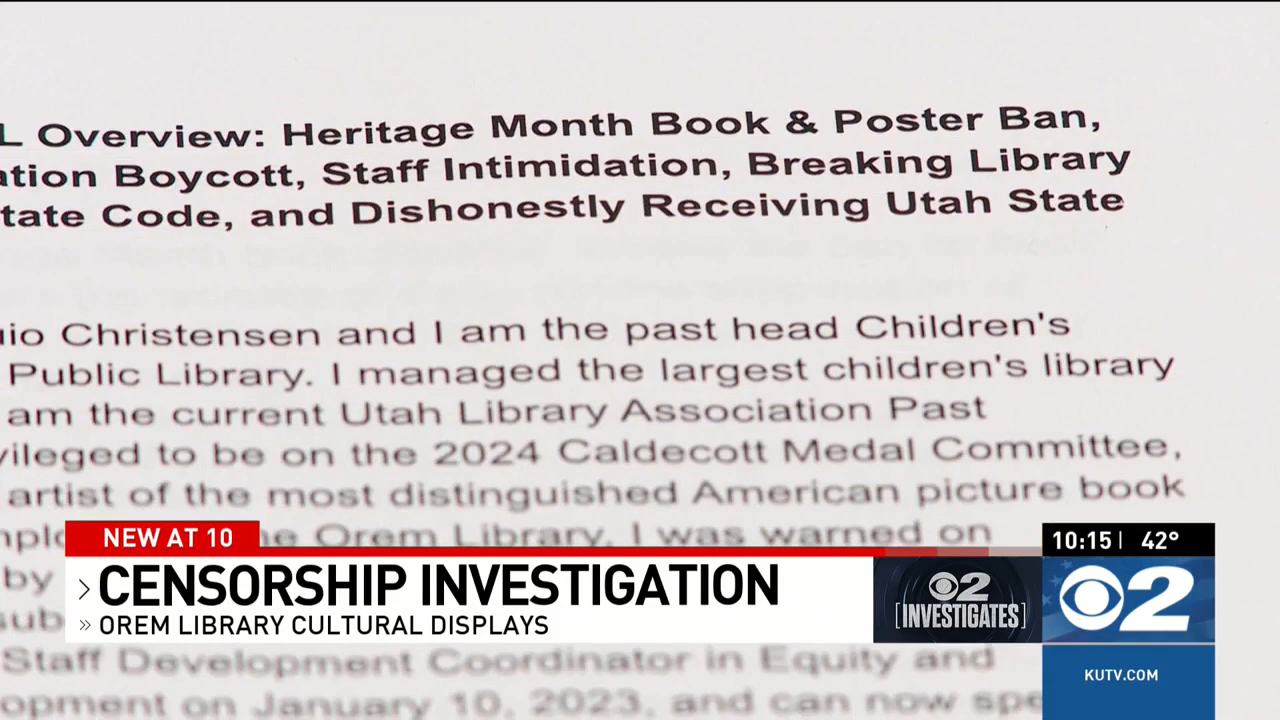 L Overview: Heritage Month Book & Poster Ban,
ation Boycott, Staff Intimidation, Breaking Library
tate Code, and Dishonestly Receiving Utah State
uio Christensen and I am the past head Children's
Public Library. I managed the largest children's library
am the current Utah Library Association Past
vileged to be on the 2024 Caldecott Medal Committee,
artist of the most distinguished American picture book
mplo he Orem Library. I was warned on
by
sub
Staff Development Coordinator in Equity and
opment on January 10, 2023, and can now spe
NEW AT 10
> CENSORSHIP INVESTIGATION
» OREM LIBRARY CULTURAL DISPLAYS
2
[INVESTIGATES]
10:15 | 42°
2
KUTV.COM